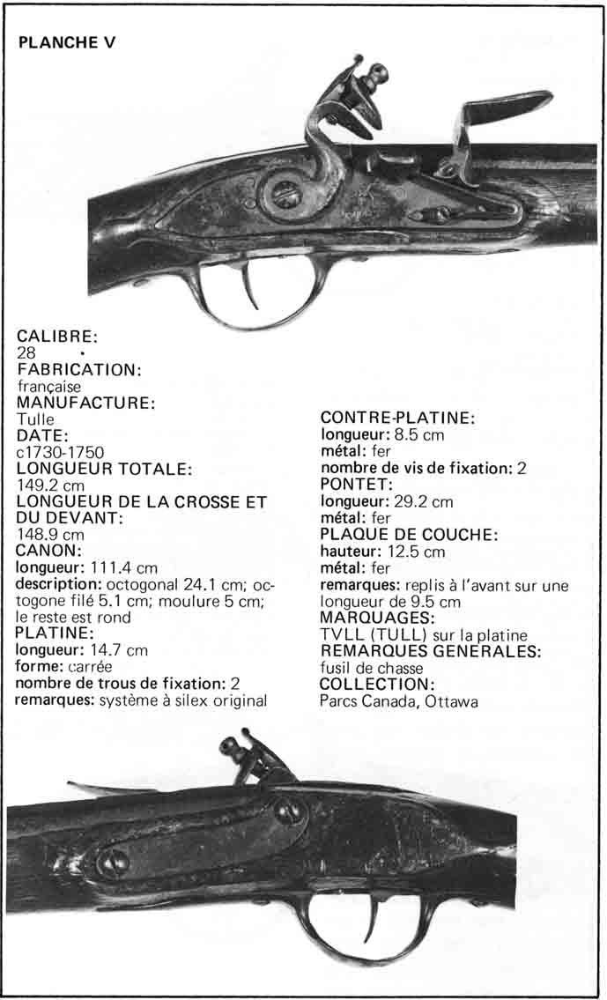 PLANCHE V
CALIBRE:
28
FABRICATION:
française
MANUFACTURE:
Tulle
DATE:
c1730-1750
LONGUEUR TOTALE:
149.2 cm
LONGUEUR DE LA CROSSE ET
DU DEVANT:
148.9 cm
CANON:
longueur: 111.4 cm
description: octogonal 24.1 cm; oc-
togone filé 5.1 cm; moulure 5 cm;
le reste est rond
PLATINE:
longueur: 14.7 cm
forme: carrée
nombre de trous de fixation: 2
remarques: système à silex original
CONTRE-PLATINE:
longueur: 8.5 cm
métal: fer
nombre de vis de fixation: 2
PONTET:
longueur: 29.2 cm
métal: fer
PLAQUE DE COUCHE:
hauteur: 12.5 cm
métal: fer
remarques: replis à l'avant sur une
longueur de 9.5 cm
MARQUAGES:
TVLL (TULL) sur la platine
REMARQUES GENERALES:
fusil de chasse
COLLECTION:
Parcs Canada, Ottawa